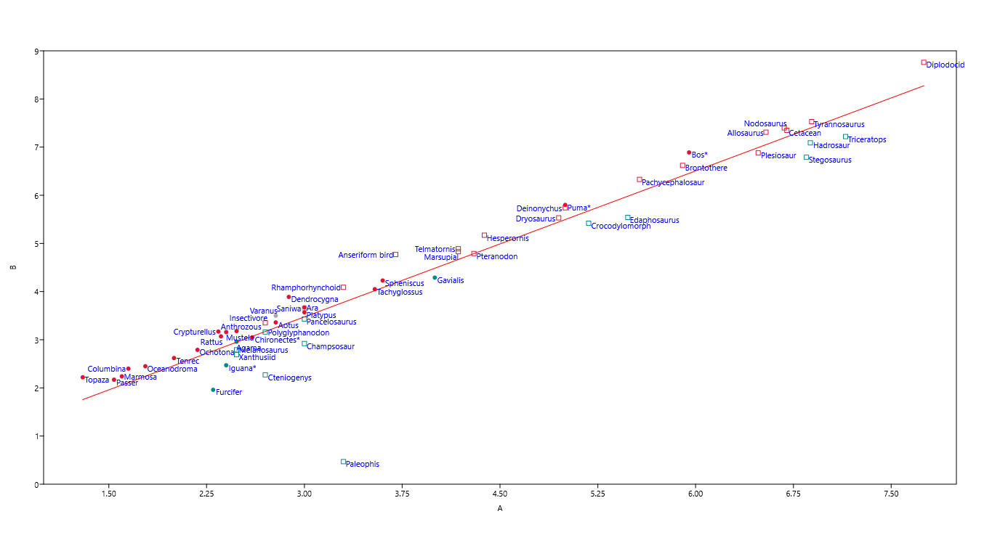 9
Diplodocid
8
Nodosaurus
Tyrannosaurus
Allosaurus
Cetacean
Triceratops
Hadrosaur
7
Bos*
Plesiosaur
Stegosaurus
Brontothere
Pachycephalosaur
6
Deinonychus
Puma*
Dryosaurus
Edaphosaurus
Crocodylomorph
5
Hesperornis
Telmatornis
Anseriform bird
Marsupial
Pteranodon
B
Gavialis
Spheniscus
Rhamphorhynchoid
4
Tachyglossus
Dendrocygna
Saniwa
Ara
Varanus
Platypus
Insectivore
Pancelosaurus
Aotus
Anthrozous
Crypturellus
Polyglyphanodon
Mustela
Chironectes*
3
Rattus
Champsosaur
Agama
Melanosaurus
Ochotona
Xanthusiid
Tenrec
Columbina
Oceanodroma
Iguana*
Marmosa
Topaza
Passer
Cteniogenys
2
Furcifer
1
Paleophis
0
1.50 2.25 3.00 3.75 4.50 5.25 6.00 6.75 7.50
A